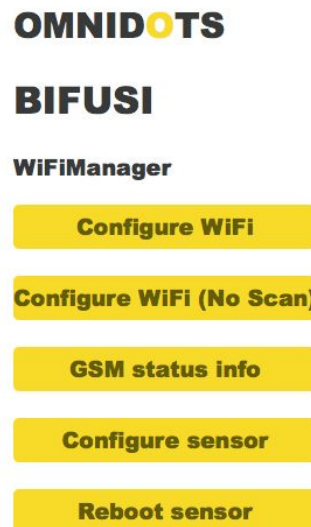 OMNIDOTS
BIFUSI
WiFiManager
Configure WiFi
Configure WiFi (No Scan)
GSM status info
Configure sensor
Reboot sensor